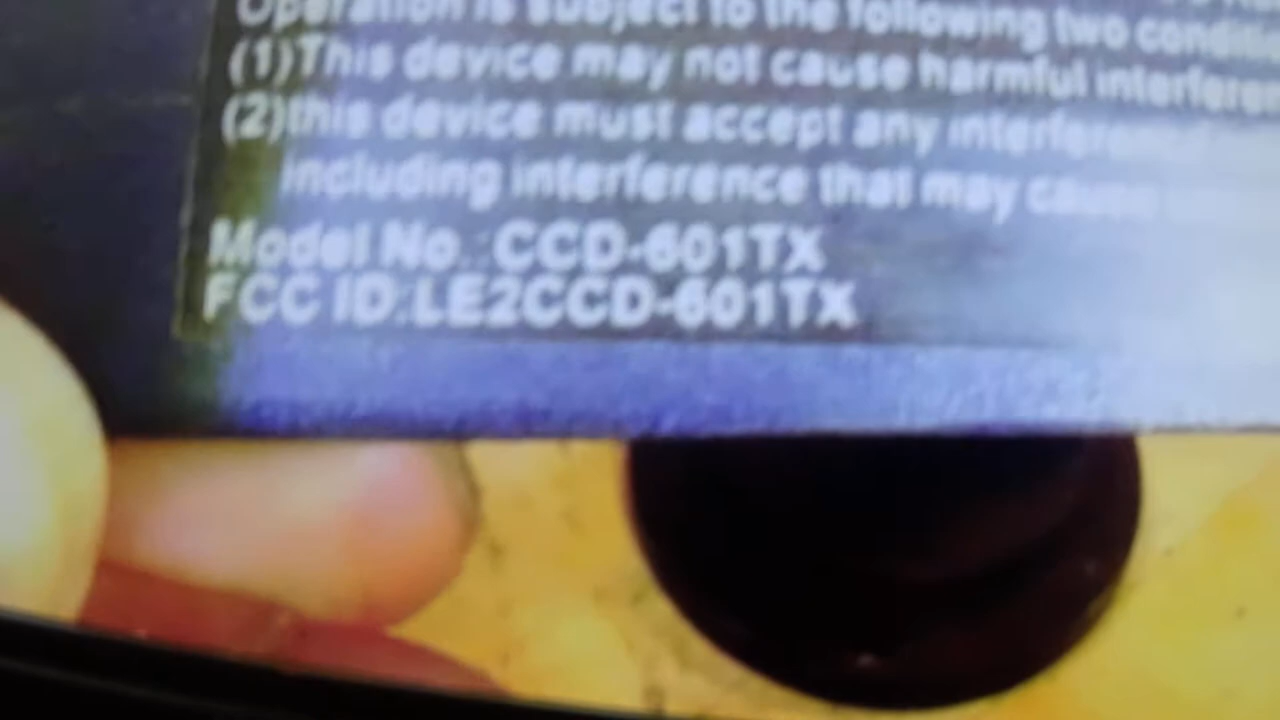 Operation is subject to the following two
(1)This device may not cause harmful
(2)this device must accept any
including interference that may cause
Model No.:CCD-601TX
FCC ID:LE2CCD-601TX